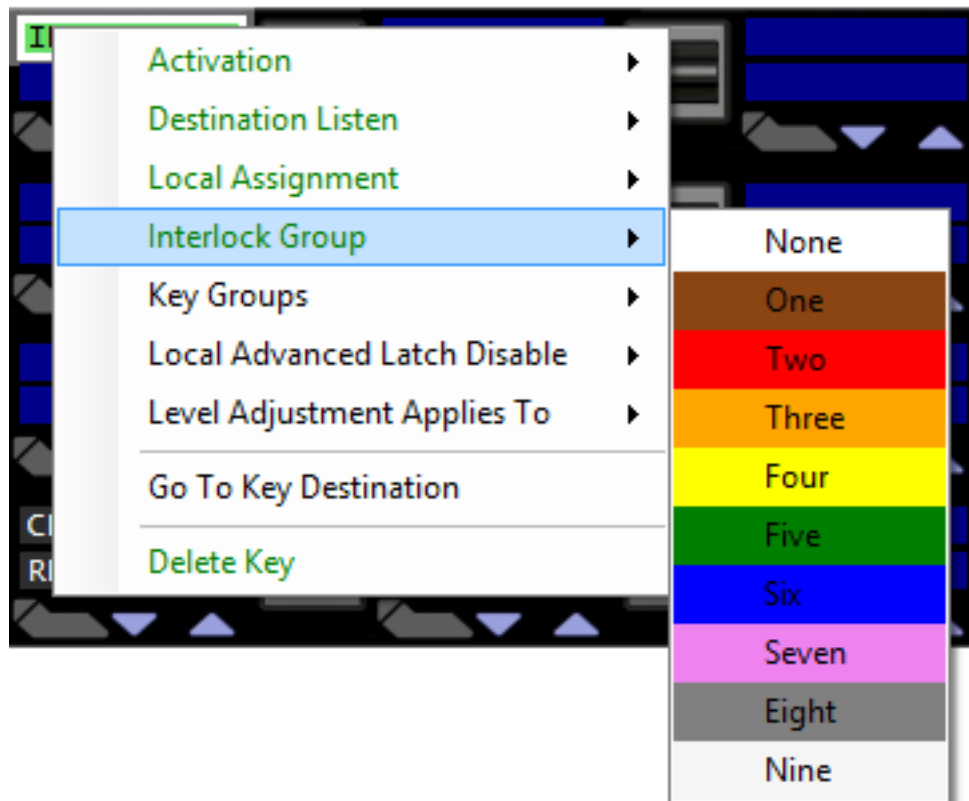 Activation
Destination Listen
Local Assignment
Interlock Group
Key Groups
Local Advanced Latch Disable
Level Adjustment Applies To
Go To Key Destination
Delete Key
None
One
Two
Three
Four
Five
Six
Seven
Eight
Nine